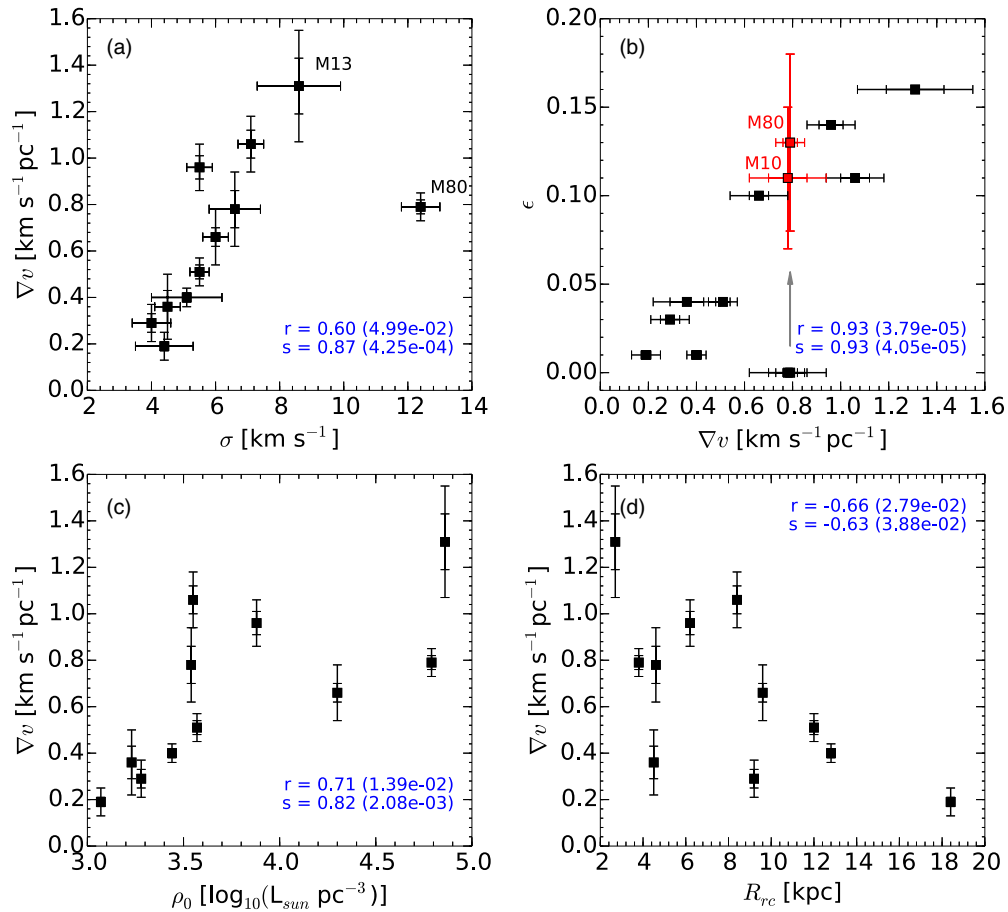 (a)
M13
M80
r = 0.60 (4.99e-02)
s = 0.87 (4.25e-04)
∇v [km s⁻¹ pc⁻¹]
1.6
1.4
1.2
1.0
0.8
0.6
0.4
0.2
0.0
2 4 6 8 10 12 14
σ [km s⁻¹]
(b)
M80
M10
r = 0.93 (3.79e-05)
s = 0.93 (4.05e-05)
ϵ
0.15
0.10
0.05
0.00
0.0 0.2 0.4 0.6 0.8 1.0 1.2 1.4 1.6
∇v [km s⁻¹ pc⁻¹]
(c)
r = 0.71 (1.39e-02)
s = 0.82 (2.08e-03)
∇v [km s⁻¹ pc⁻¹]
1.6
1.4
1.2
1.0
0.8
0.6
0.4
0.2
0.0
3.0 3.5 4.0 4.5 5.0
ρ₀ [log₁₀(L_sun pc⁻³]
(d)
r = -0.66 (2.79e-02)
s = -0.63 (3.88e-02)
∇v [km s⁻¹ pc⁻¹]
1.6
1.4
1.2
1.0
0.8
0.6
0.4
0.2
0.0
2 4 6 8 10 12 14 16 18 20
R_rc [kpc]